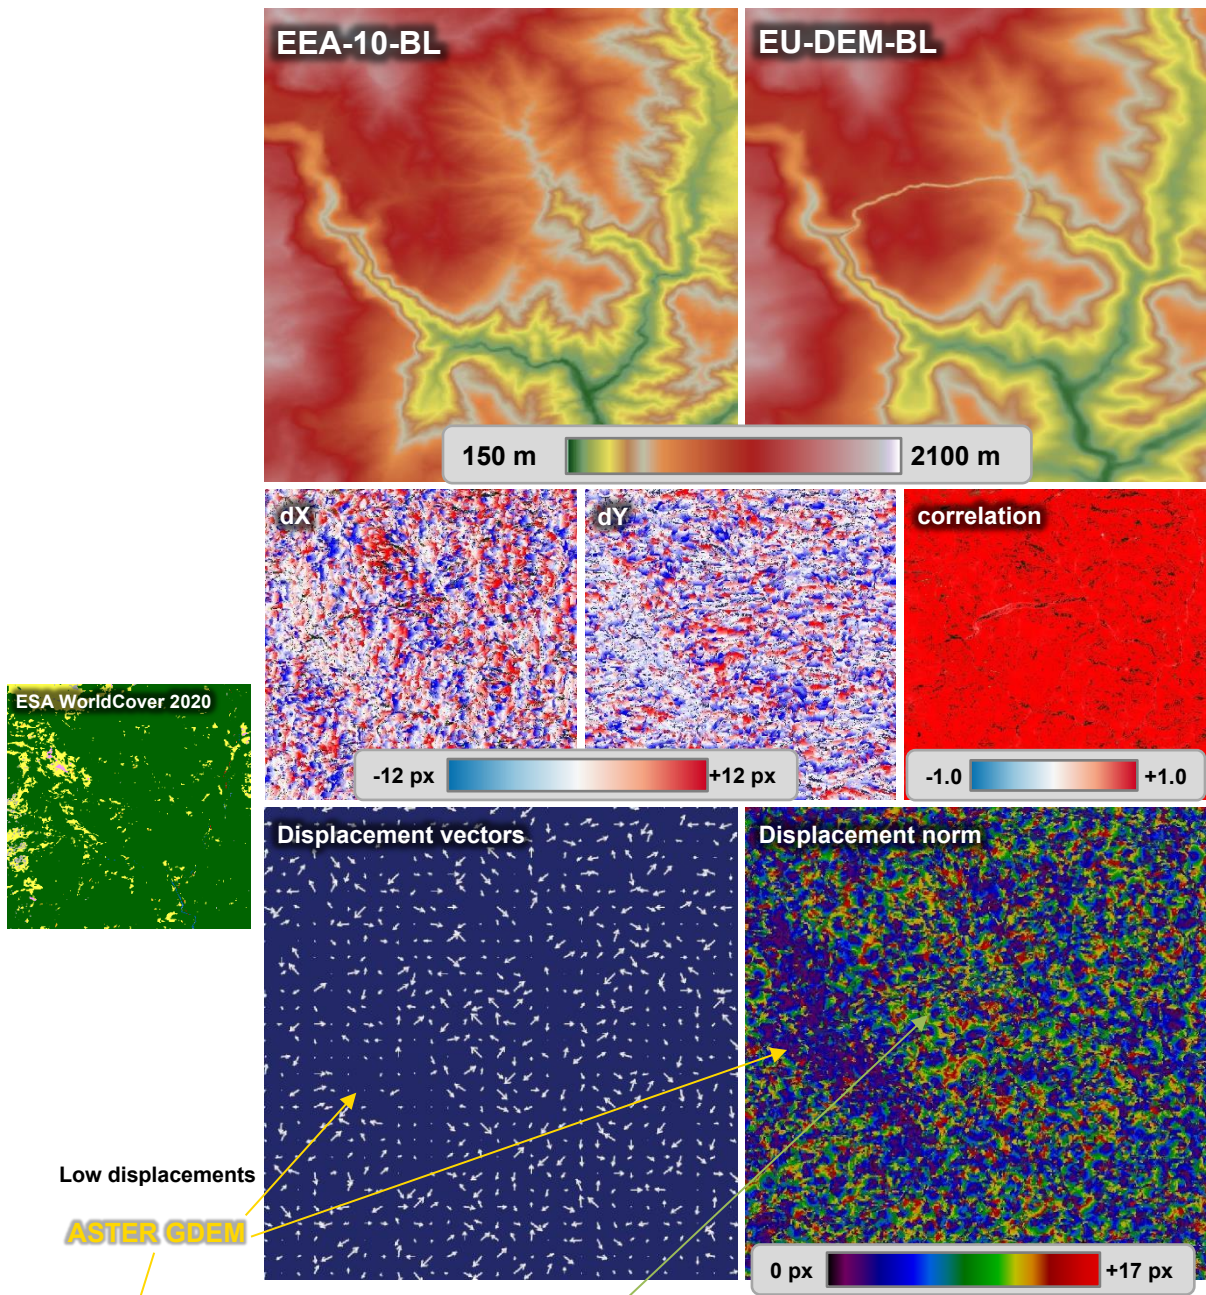 EEA-10-BL
EU-DEM-BL
150 m
2100 m
dX
dY
correlation
-12 px
+12 px
-1.0
+1.0
ESA WorldCover 2020
Displacement vectors
Displacement norm
Low displacements
ASTER GDEM
0 px
+17 px